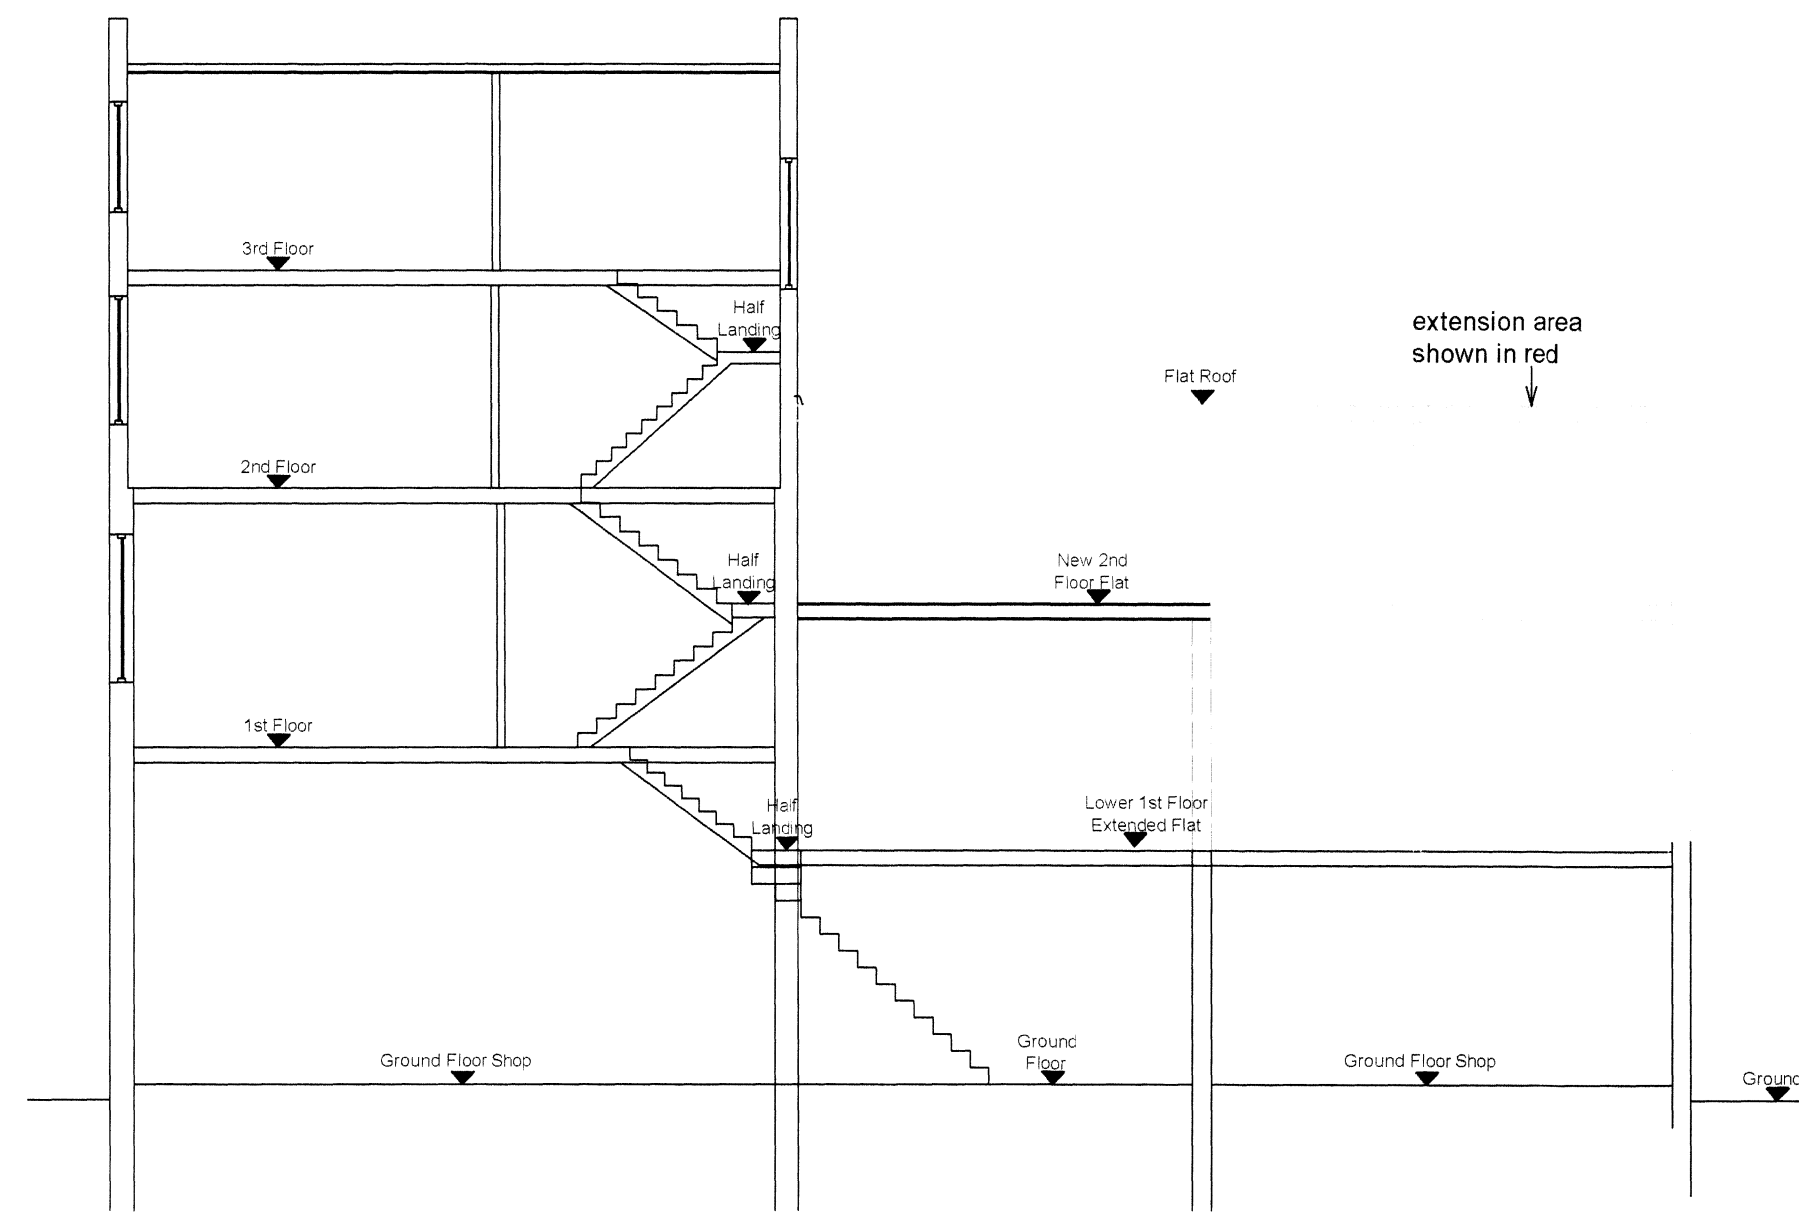 3rd Floor
Half
Landing
extension area
shown in red
Flat Roof
2nd Floor
Half
Landing
New 2nd
Floor Flat
1st Floor
Half
Landing
Lower 1st Floor
Extended Flat
Ground Floor Shop
Ground
Floor
Ground Floor Shop
Ground